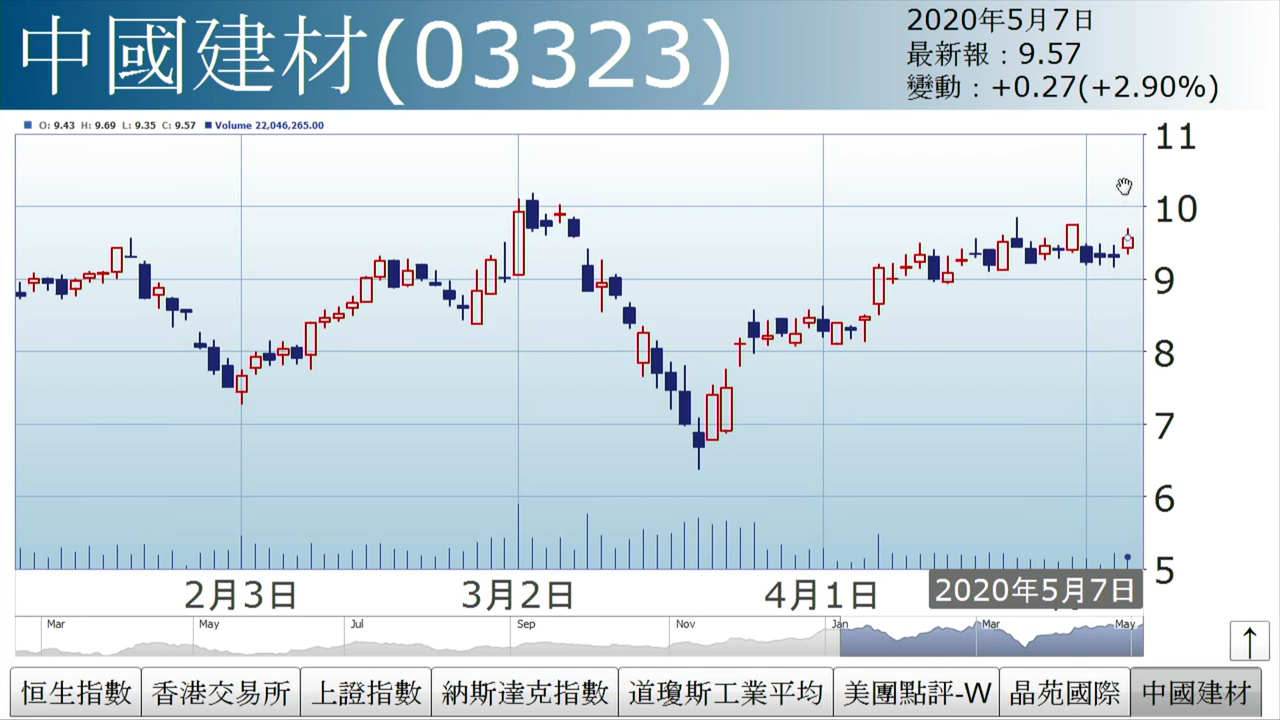 中國建材(03323)
2020年5月7日
最新報：9.57
變動：+0.27(+2.90%)
O: 9.43 H: 9.69 L: 9.35 C: 9.57 Volume 22,046,265.00
11
10
9
8
7
6
5
2月3日 3月2日 4月1日 2020年5月7日
Mar May Jul Sep Nov Jan Mar May
↑
恒生指數 香港交易所 上證指數 納斯達克指數 道瓊斯工業平均 美團點評-W 晶苑國際 中國建材